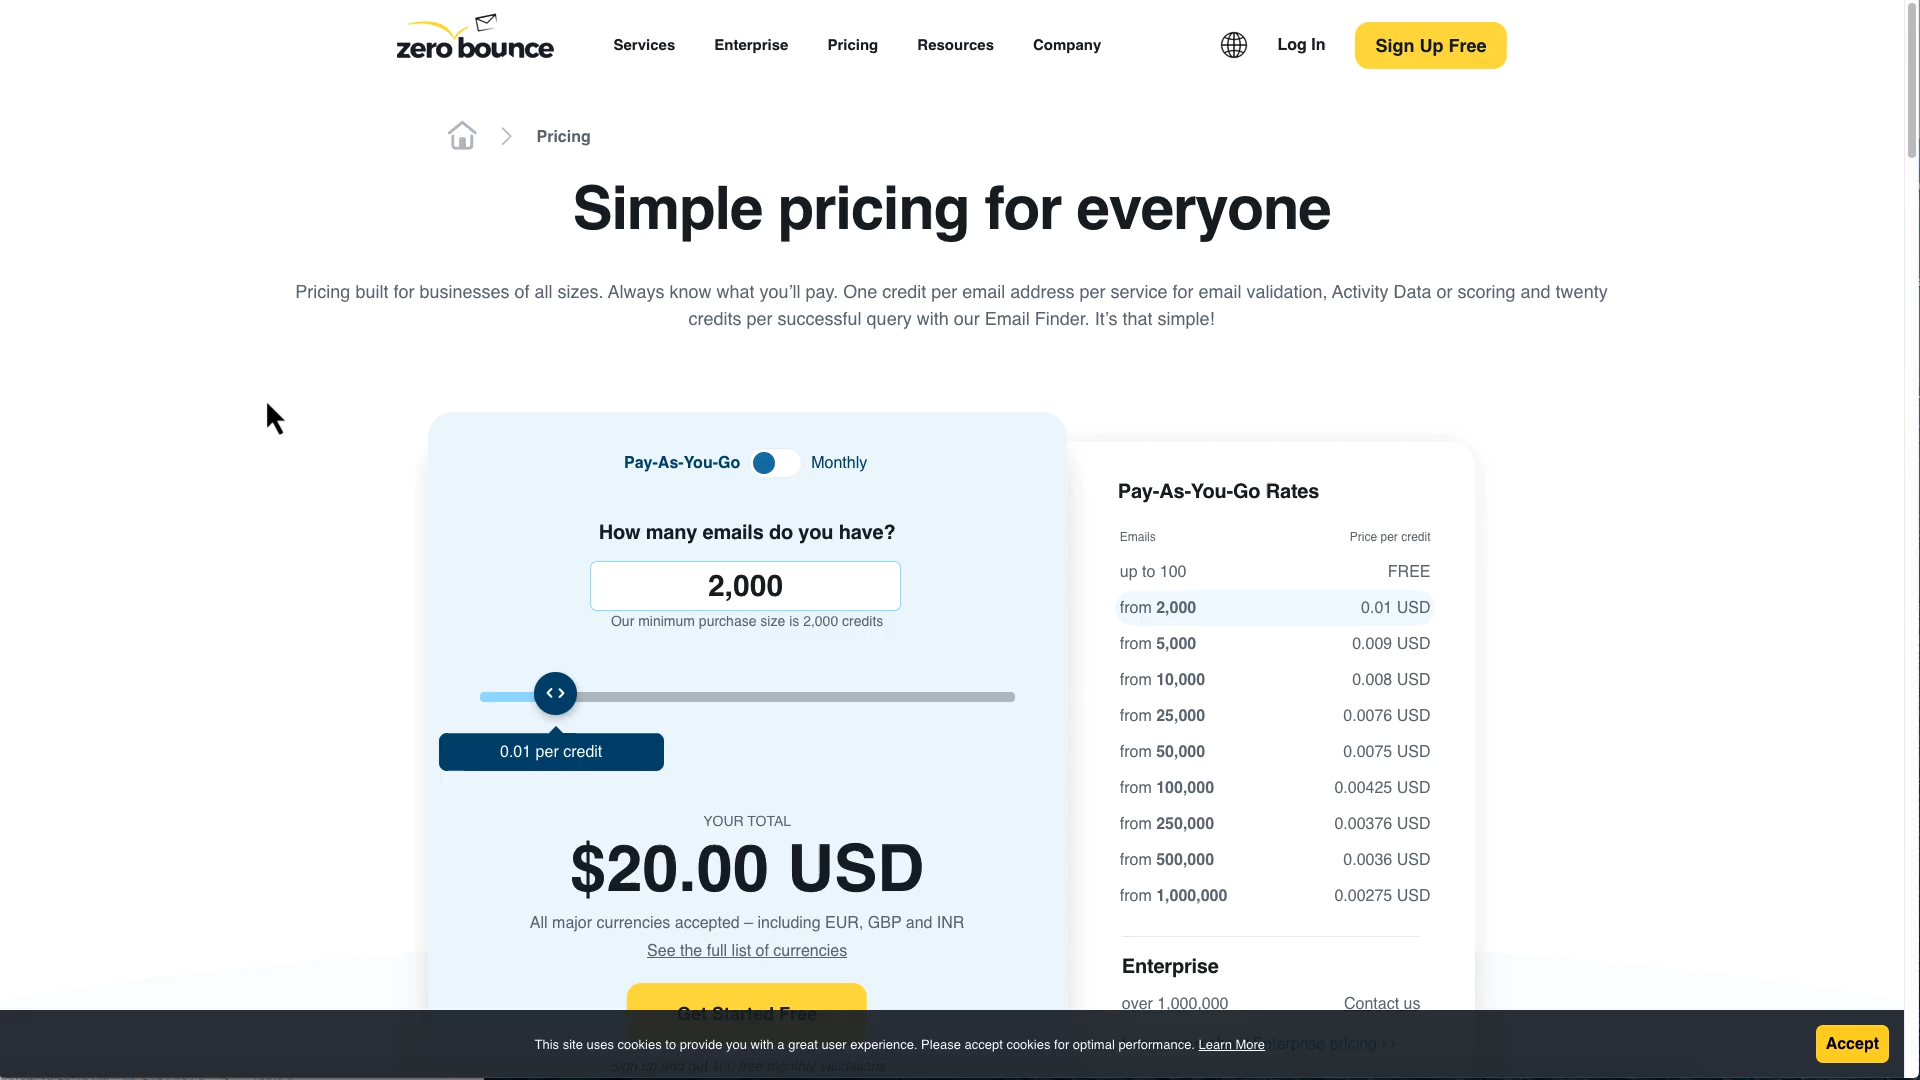 zero bounce
Services Enterprise Pricing Resources Company Log In Sign Up Free
Pricing
Simple pricing for everyone
Pricing built for businesses of all sizes. Always know what you’ll pay. One credit per email address per service for email validation, Activity Data or scoring and twenty
credits per successful query with our Email Finder. It’s that simple!
Pay-As-You-Go Monthly
How many emails do you have?
2,000
Our minimum purchase size is 2,000 credits
0.01 per credit
YOUR TOTAL
$20.00 USD
All major currencies accepted – including EUR, GBP and INR
See the full list of currencies
Get Started Free
Sign up and get 100 free monthly validations
Pay-As-You-Go Rates
Emails Price per credit
up to 100 FREE
from 2,000 0.01 USD
from 5,000 0.009 USD
from 10,000 0.008 USD
from 25,000 0.0076 USD
from 50,000 0.0075 USD
from 100,000 0.00425 USD
from 250,000 0.00376 USD
from 500,000 0.0036 USD
from 1,000,000 0.00275 USD
Enterprise
over 1,000,000 Contact us
Enterprise pricing
This site uses cookies to provide you with a great user experience. Please accept cookies for optimal performance. Learn More
Accept